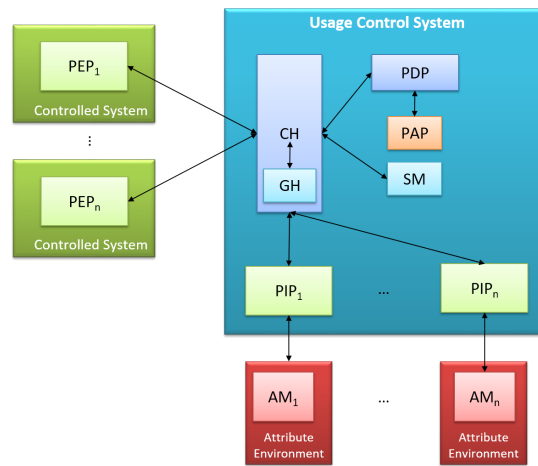 Usage Control System
PEP₁
Controlled System
⋮
PEPₙ
Controlled System
CH
GH
PDP
PAP
SM
PIP₁
...
PIPₙ
AM₁
Attribute
Environment
...
AMₙ
Attribute
Environment